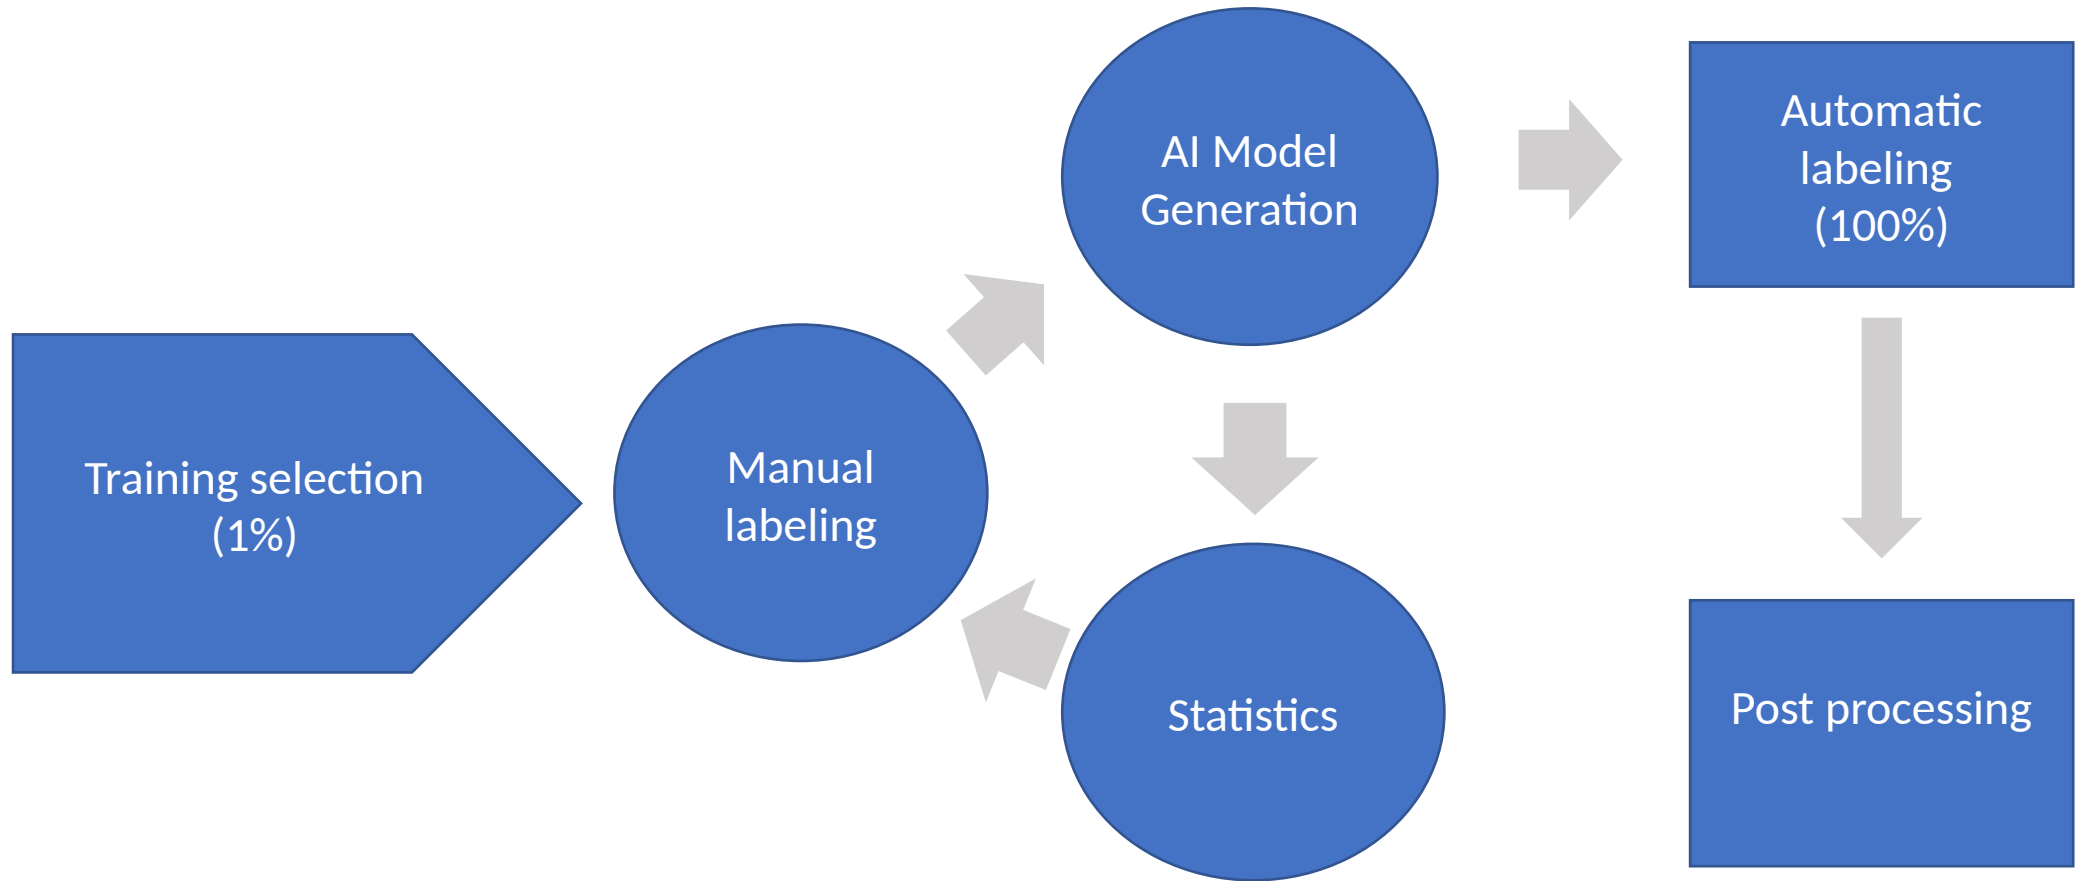 Training selection
(1%)
Manual
labeling
AI Model
Generation
Statistics
Automatic
labeling
(100%)
Post processing